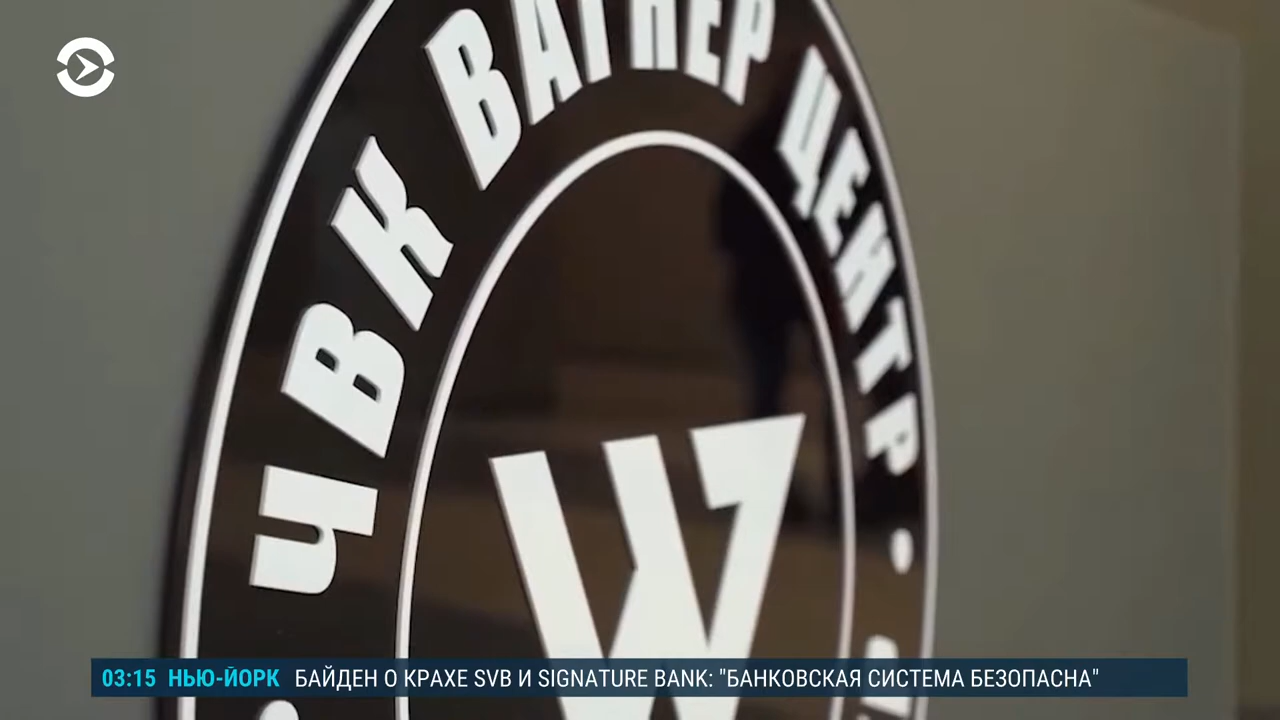 ЧВК ВАГНЕР ЦЕНТР
W
03:15 НЬЮ-ЙОРК БАЙДЕН О КРАХЕ SVB И SIGNATURE BANK: "БАНКОВСКАЯ СИСТЕМА БЕЗОПАСНА"